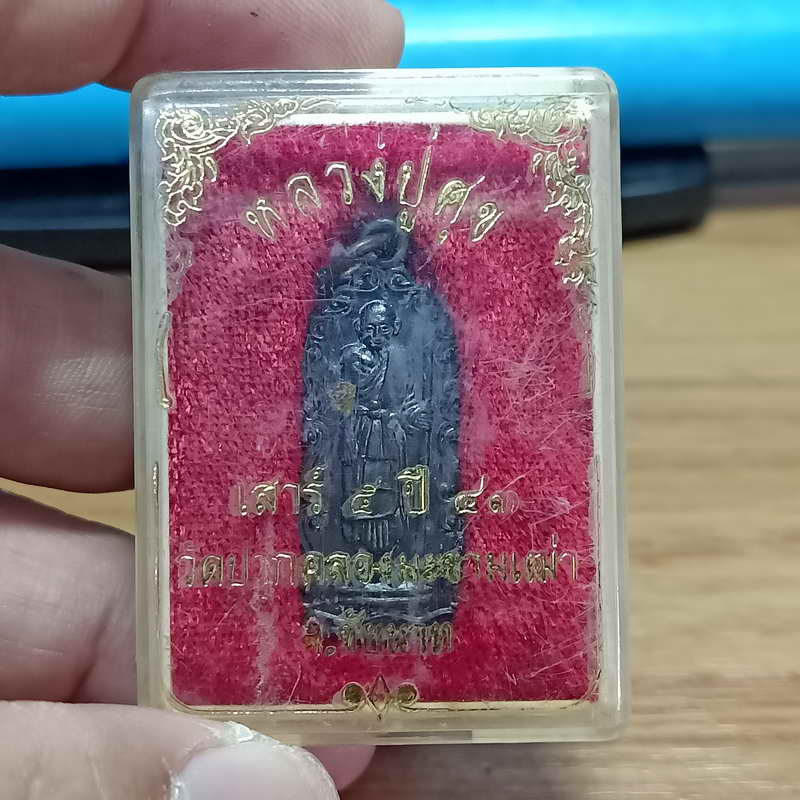 หลวงปู่ศุข
เสาร์ ๕ ปี ๔๓
วัดปากคลองมะขามเฒ่า
จ.ชัยนาท